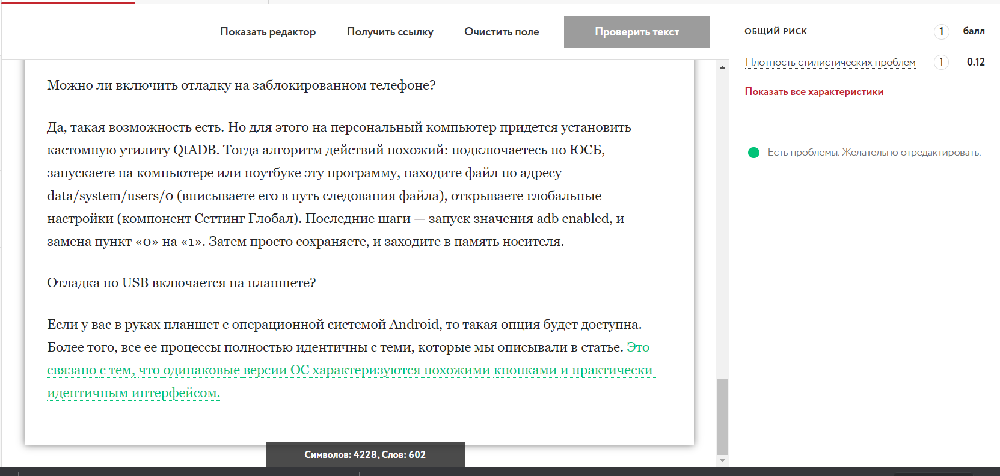 Показать редактор
Получить ссылку
Очистить поле
Проверить текст
Можно ли включить отладку на заблокированном телефоне?
Да, такая возможность есть. Но для этого на персональный компьютер придется установить
кастомную утилиту QtADB. Тогда алгоритм действий похожий: подключаетесь по ЮСБ,
запускаете на компьютере или ноутбуке эту программу, находите файл по адресу
data/system/users/0 (вписываете его в путь следования файла), открываете глобальные
настройки (компонент Сеттинг Глобал). Последние шаги — запуск значения adb enabled, и
замена пункт «0» на «1». Затем просто сохраняете, и заходите в память носителя.
Отладка по USB включается на планшете?
Если у вас в руках планшет с операционной системой Android, то такая опция будет доступна.
Более того, все ее процессы полностью идентичны с теми, которые мы описывали в статье. Это
связано с тем, что одинаковые версии ОС характеризуются похожими кнопками и практически
идентичным интерфейсом.
Символов: 4228, Слов: 602
ОБЩИЙ РИСК 1 балл
Плотность стилистических проблем 1 0.12
Показать все характеристики
Есть проблемы. Желательно отредактировать.